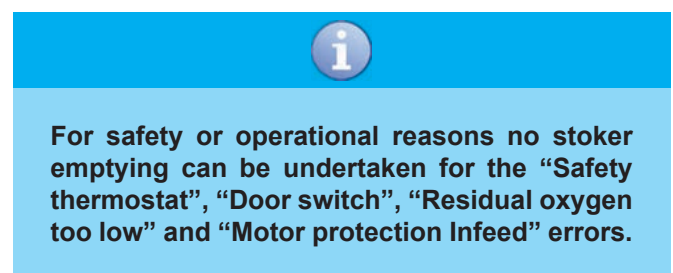 For safety or operational reasons no stoker
emptying can be undertaken for the “Safety
thermostat”, “Door switch”, “Residual oxygen
too low” and “Motor protection Infeed” errors.